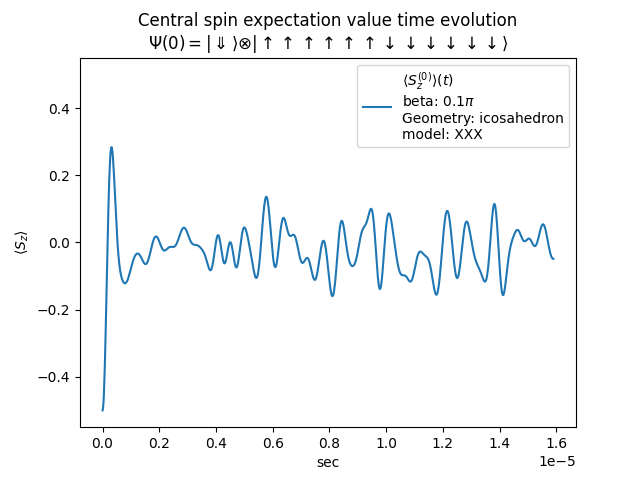 Central spin expectation value time evolution
Ψ(0) = | ⇓ ⟩⊗| ↑ ↑ ↑ ↑ ↑ ↑ ↓ ↓ ↓ ↓ ↓ ↓⟩
⟨S_z^{(0)}⟩(t)
beta: 0.1π
Geometry: icosahedron
model: XXX
0.4
0.2
0.0
−0.2
−0.4
⟨S_z⟩
0.0 0.2 0.4 0.6 0.8 1.0 1.2 1.4 1.6
sec
1e−5